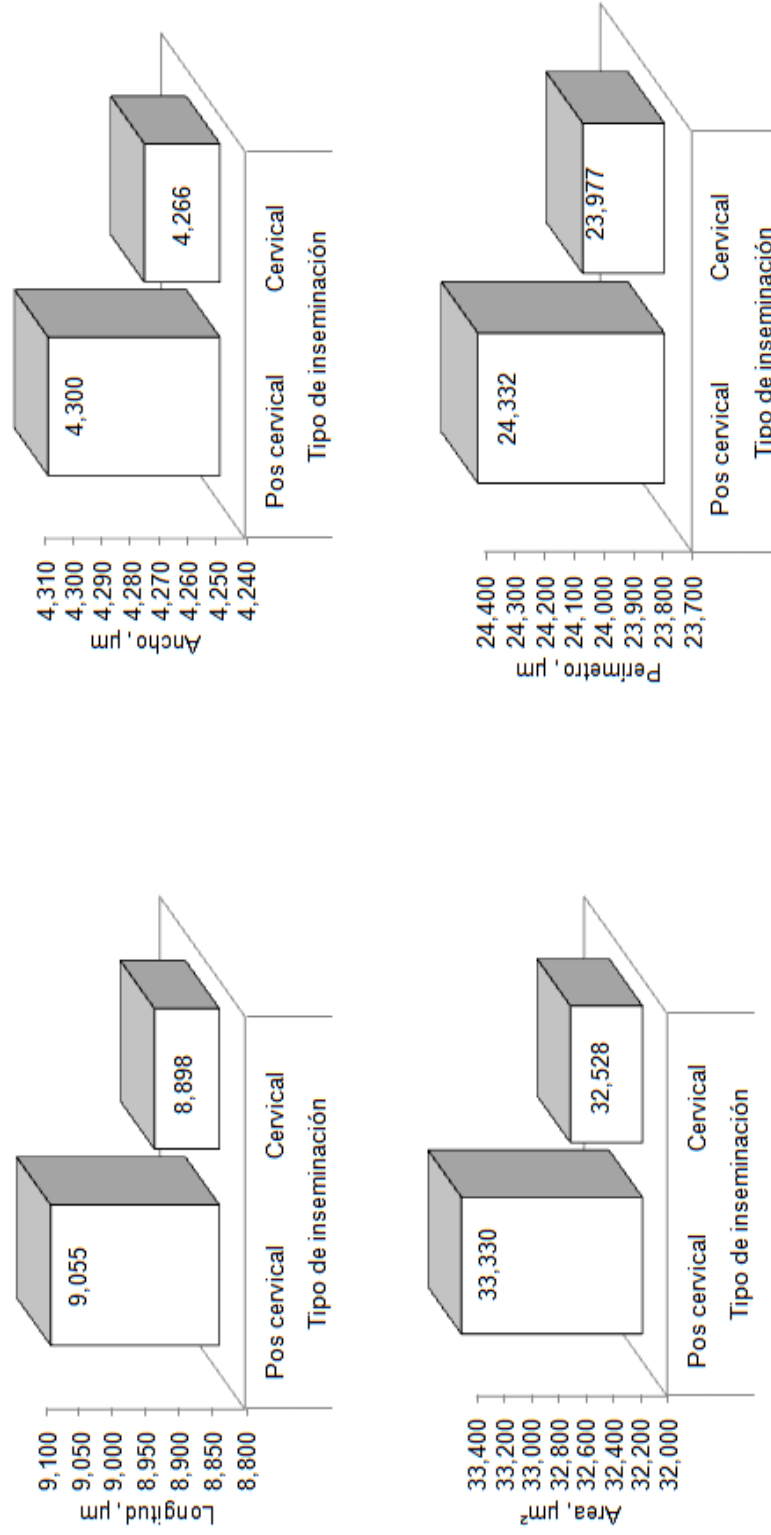 Longitud, µm
9,100
9,050
9,000
8,950
8,900
8,850
8,800
9,055
8,898
Pos cervical
Cervical
Tipo de inseminación
Ancho, µm
4,310
4,300
4,290
4,280
4,270
4,260
4,250
4,240
4,300
4,266
Pos cervical
Cervical
Tipo de inseminación
Area, µm²
33,400
33,200
33,000
32,800
32,600
32,400
32,200
32,000
33,330
32,528
Pos cervical
Cervical
Tipo de inseminación
Perímetro, µm
24,400
24,300
24,200
24,100
24,000
23,900
23,800
23,700
24,332
23,977
Pos cervical
Cervical
Tipo de inseminación